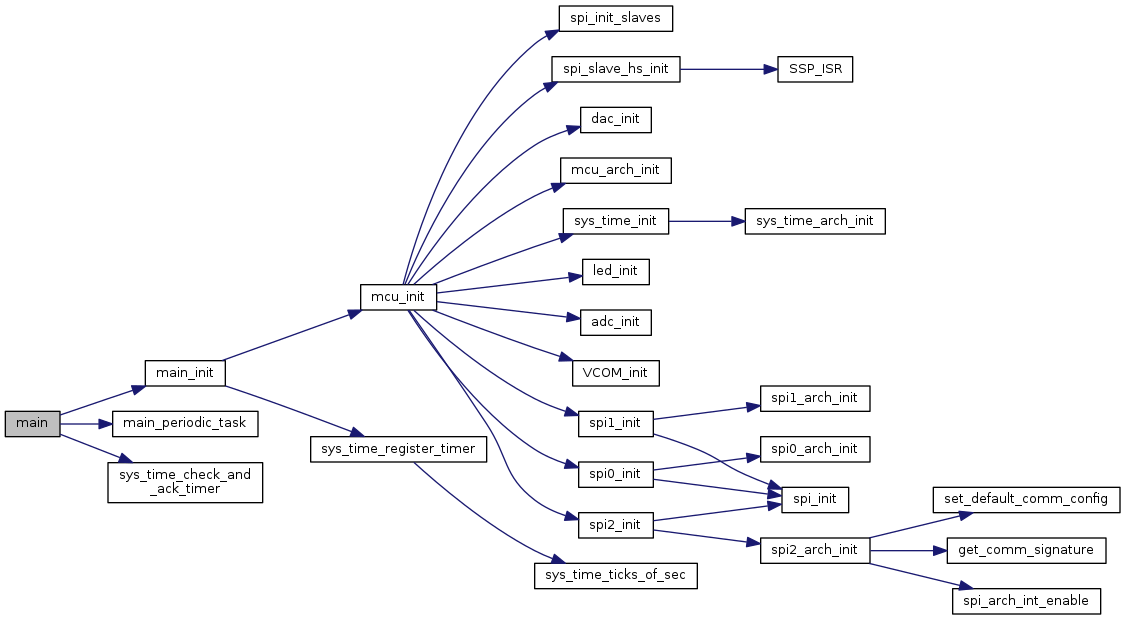 spi_init_slaves
spi_slave_hs_init
SSP_ISR
dac_init
mcu_arch_init
sys_time_init
sys_time_arch_init
led_init
mcu_init
adc_init
VCOM_init
main_init
spi1_arch_init
main
main_periodic_task
spi1_init
sys_time_register_timer
spi0_arch_init
sys_time_check_and
_ack_timer
spi0_init
spi_init
set_default_comm_config
spi2_init
spi2_arch_init
get_comm_signature
sys_time_ticks_of_sec
spi_arch_int_enable